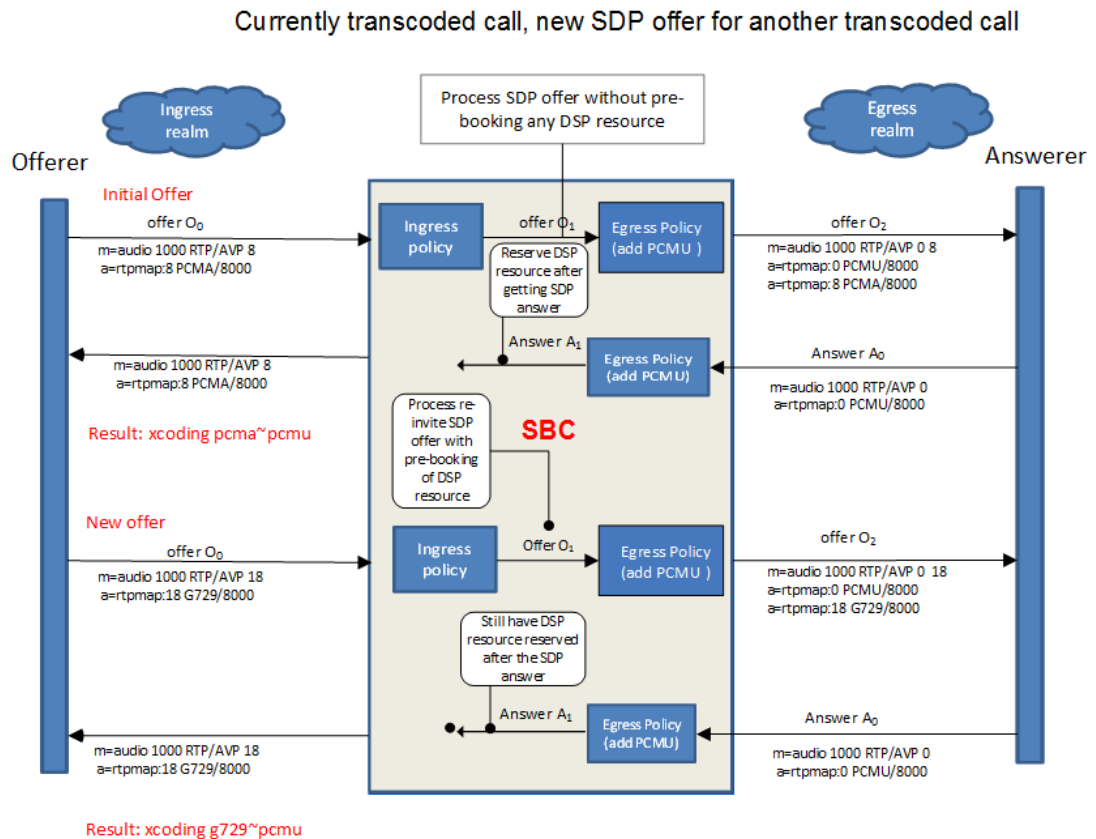 Currently transcoded call, new SDP offer for another transcoded call
Ingress
realm
Process SDP offer without pre-
booking any DSP resource
Egress
realm
Offerer
Answerer
Initial Offer
offer O₀
m=audio 1000 RTP/AVP 8
a=rtpmap:8 PCMA/8000
Ingress
policy
offer O₁
Egress Policy
(add PCMU )
offer O₂
m=audio 1000 RTP/AVP 0 8
a=rtpmap:0 PCMU/8000
a=rtpmap:8 PCMA/8000
Reserve DSP
resource after
getting SDP
answer
Answer A₁
Egress Policy
(add PCMU)
Answer A₀
m=audio 1000 RTP/AVP 0
a=rtpmap:0 PCMU/8000
m=audio 1000 RTP/AVP 8
a=rtpmap:8 PCMA/8000
Result: xcoding pcma~pcmu
Process re-
invite SDP
offer with
pre-booking
of DSP
resource
SBC
New offer
offer O₀
m=audio 1000 RTP/AVP 18
a=rtpmap:18 G729/8000
Ingress
policy
Offer O₁
Egress Policy
(add PCMU )
offer O₂
m=audio 1000 RTP/AVP 0 18
a=rtpmap:0 PCMU/8000
a=rtpmap:18 G729/8000
Still have DSP
resource reserved
after the SDP
answer
Answer A₁
Egress Policy
(add PCMU)
Answer A₀
m=audio 1000 RTP/AVP 0
a=rtpmap:0 PCMU/8000
m=audio 1000 RTP/AVP 18
a=rtpmap:18 G729/8000
Result: xcoding g729~pcmu